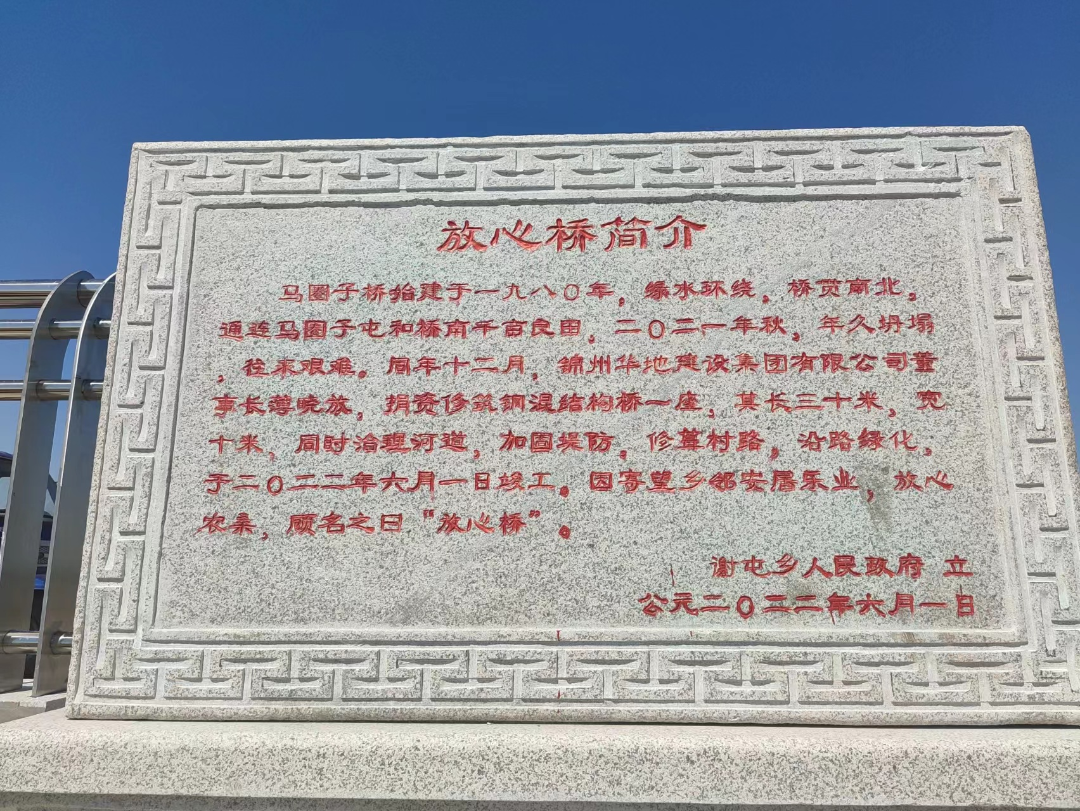 放心桥简介
马圈子桥始建于一九八〇年，缘水环绕，桥贯南北，
通连马圈子屯和桥南千亩良田，二〇二一年秋，年久坍塌
，往来艰难。同年十二月，锦州华地建设集团有限公司董
事长薄晓放，捐资修筑钢混结构桥一座，其长三十米，宽
十米，同时治理河道，加固堤防，修葺村路，沿路绿化，
于二〇二二年六月一日竣工。因寄望乡邻安居乐业，放心
农桑，顾名之曰“放心桥”。
谢屯乡人民政府 立
公元二〇二二年六月一日